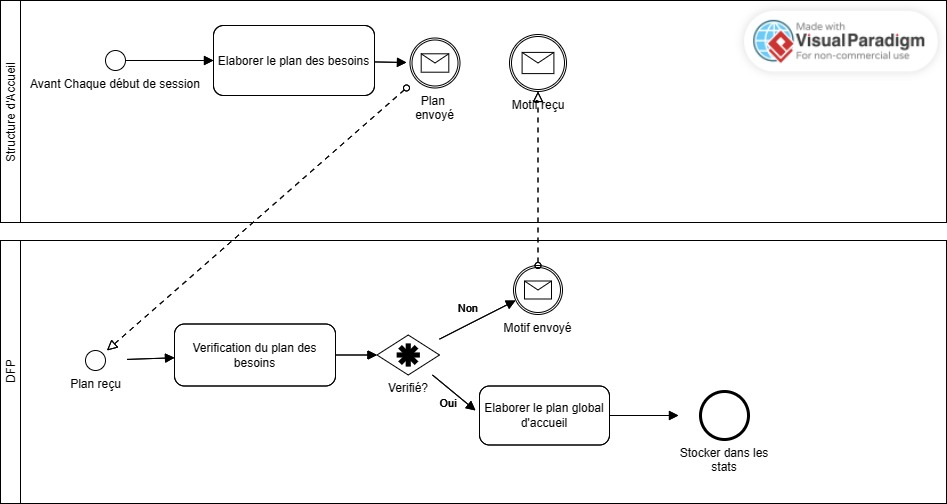 Structure d'Accueil
Avant Chaque début de session
Elaborer le plan des besoins
Plan
envoyé
Motif reçu
Made with
Visual Paradigm
For non-commercial use
DFP
Plan reçu
Verification du plan des
besoins
Verifié?
Non
Motif envoyé
Oui
Elaborer le plan global
d'accueil
Stocker dans les
stats